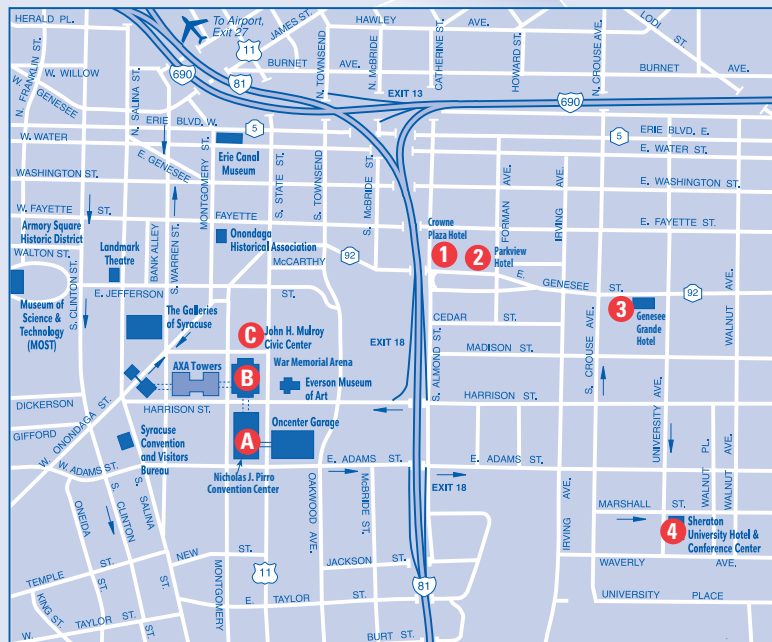 HERALD PL.
To Airport,
Exit 27
11
JAMES ST.
HAWLEY AVE.
LODI ST.
N. FRANKLIN ST.
W. WILLOW ST.
N. SALINA ST.
690
81
BURNET AVE.
N. TOWNSEND
N. McBRIDE ST.
CATHERINE ST.
HOWARD ST.
N. CROUSE AVE.
BURNET AVE.
W. GENESEE
EXIT 13
690
ERIE BLVD. W.
5
ERIE BLVD. E.
5
W. WATER ST.
E. WATER ST.
Erie Canal
Museum
E. GENESEE
WASHINGTON ST.
E. WASHINGTON ST.
MONTGOMERY ST.
S. STATE ST.
S. TOWNSEND ST.
S. McBRIDE ST.
FORMAN AVE.
IRVING AVE.
W. FAYETTE ST.
FAYETTE ST.
E. FAYETTE ST.
Armory Square
Historic District
Onondaga
Historical Association
Crowne
Plaza Hotel
1
2
Parkview
Hotel
WALTON ST.
Landmark
Theatre
BANK ALLEY
S. WARREN ST.
McCARTHY
92
E. GENESEE ST.
92
S. CLINTON ST.
E. JEFFERSON ST.
Museum of
Science &
Technology
(MOST)
The Galleries
of Syracuse
3
Genesee
Grande
Hotel
WALNUT AVE.
C
John H. Mulroy
Civic Center
CEDAR ST.
EXIT 18
MADISON ST.
AXA Towers
B
War Memorial Arena
Everson Museum
of Art
S. ALMOND ST.
S. CROUSE AVE.
DICKERSON
HARRISON ST.
HARRISON ST.
GIFFORD
W. ONONDAGA ST.
Syracuse
Convention
and Visitors
Bureau
A
Oncenter Garage
UNIVERSITY AVE.
WALNUT PL.
WALNUT AVE.
W. ADAMS ST.
E. ADAMS ST.
E. ADAMS ST.
Nicholas J. Pirro
Convention Center
EXIT 18
ONEIDA
S. CLINTON ST.
S. SALINA
OAKWOOD AVE.
McBRIDE ST.
IRVING AVE.
MARSHALL ST.
4
Sheraton
University Hotel &
Conference Center
NEW ST.
JACKSON ST.
WAVERLY AVE.
TEMPLE ST.
11
MONTGOMERY
81
KING ST.
E. TAYLOR ST.
UNIVERSITY PLACE
W. TAYLOR ST.
BURT ST.